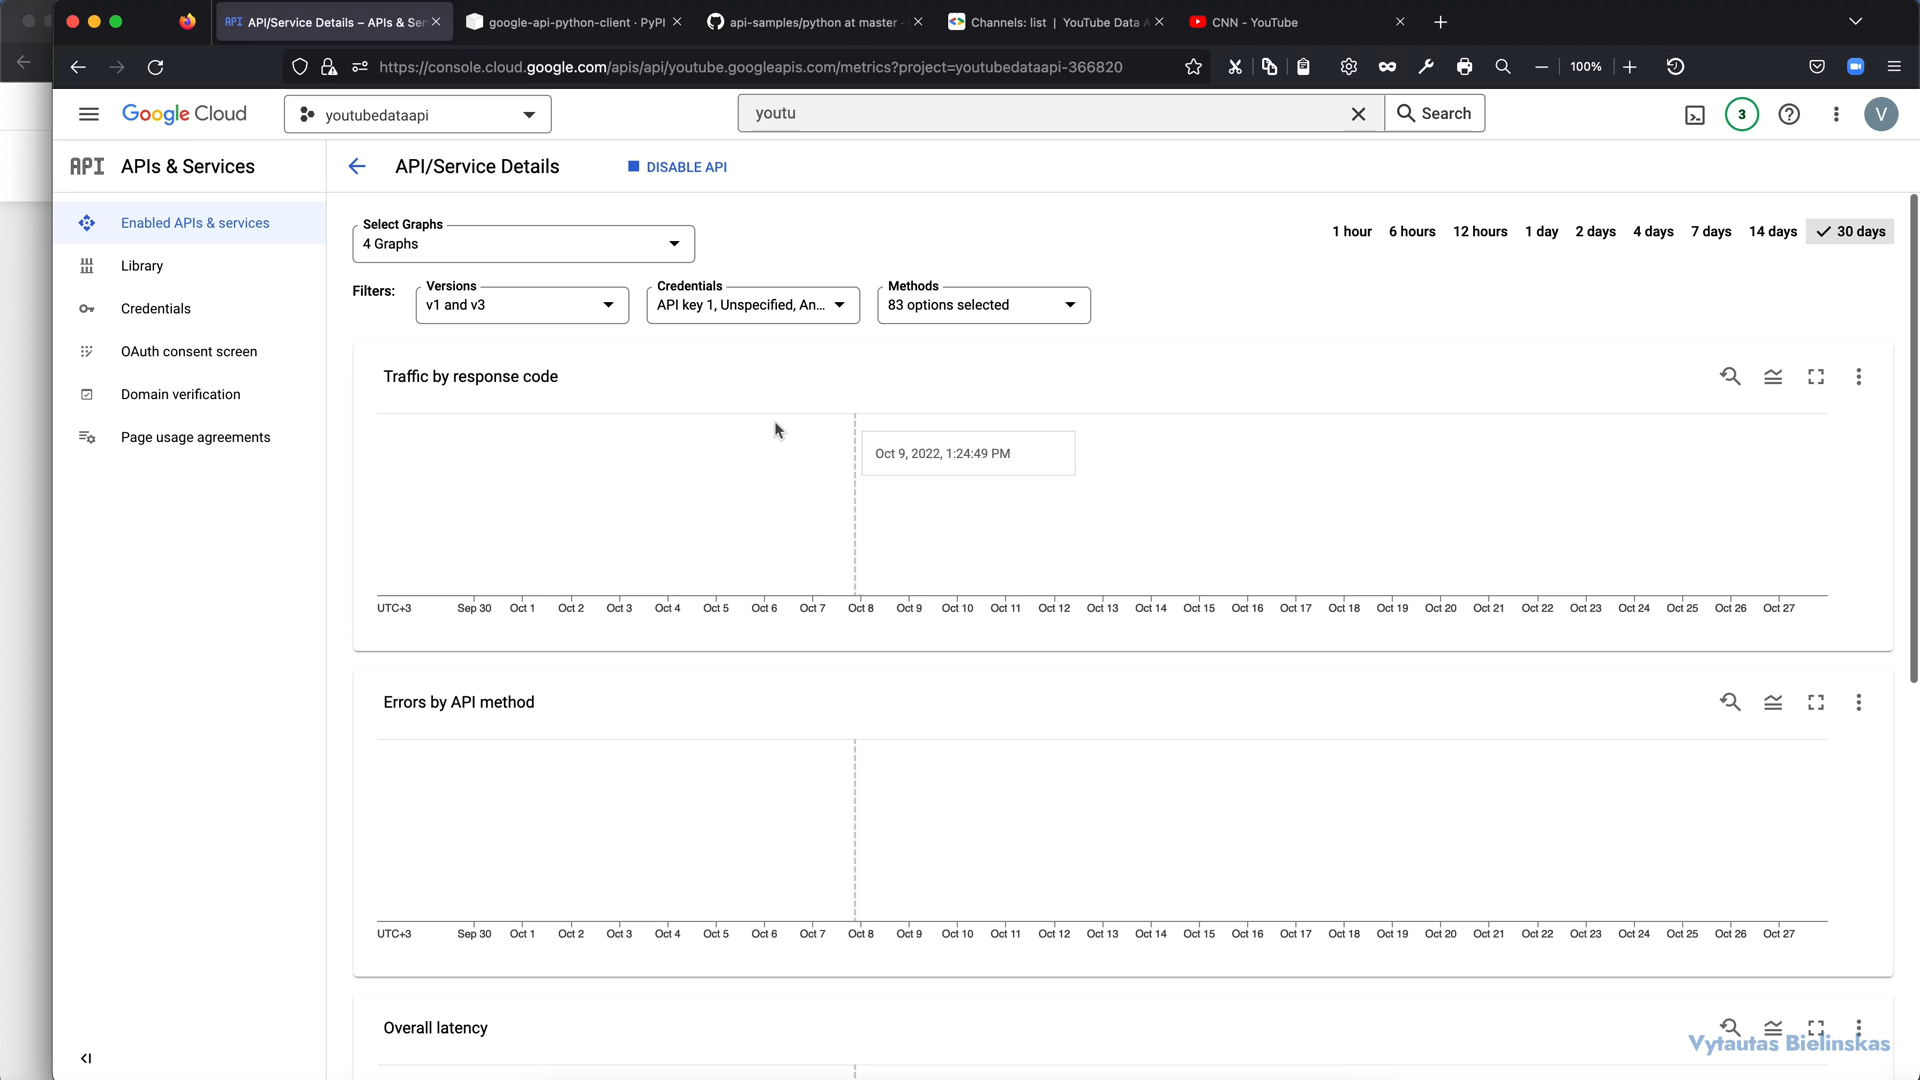 API API/Service Details – APIs & Ser
google-api-python-client · PyPI
api-samples/python at master ·
Channels: list | YouTube Data A
CNN - YouTube
https://console.cloud.google.com/apis/api/youtube.googleapis.com/metrics?project=youtubedataapi-366820
100%
Google Cloud
youtubedataapi
youtu
Search
3
V
API APIs & Services
API/Service Details
DISABLE API
Enabled APIs & services
Library
Credentials
OAuth consent screen
Domain verification
Page usage agreements
Select Graphs
4 Graphs
1 hour 6 hours 12 hours 1 day 2 days 4 days 7 days 14 days 30 days
Filters:
Versions
v1 and v3
Credentials
API key 1, Unspecified, An...
Methods
83 options selected
Traffic by response code
Oct 9, 2022, 1:24:49 PM
UTC+3 Sep 30 Oct 1 Oct 2 Oct 3 Oct 4 Oct 5 Oct 6 Oct 7 Oct 8 Oct 9 Oct 10 Oct 11 Oct 12 Oct 13 Oct 14 Oct 15 Oct 16 Oct 17 Oct 18 Oct 19 Oct 20 Oct 21 Oct 22 Oct 23 Oct 24 Oct 25 Oct 26 Oct 27
Errors by API method
UTC+3 Sep 30 Oct 1 Oct 2 Oct 3 Oct 4 Oct 5 Oct 6 Oct 7 Oct 8 Oct 9 Oct 10 Oct 11 Oct 12 Oct 13 Oct 14 Oct 15 Oct 16 Oct 17 Oct 18 Oct 19 Oct 20 Oct 21 Oct 22 Oct 23 Oct 24 Oct 25 Oct 26 Oct 27
Overall latency
Vytautas Bielinskas